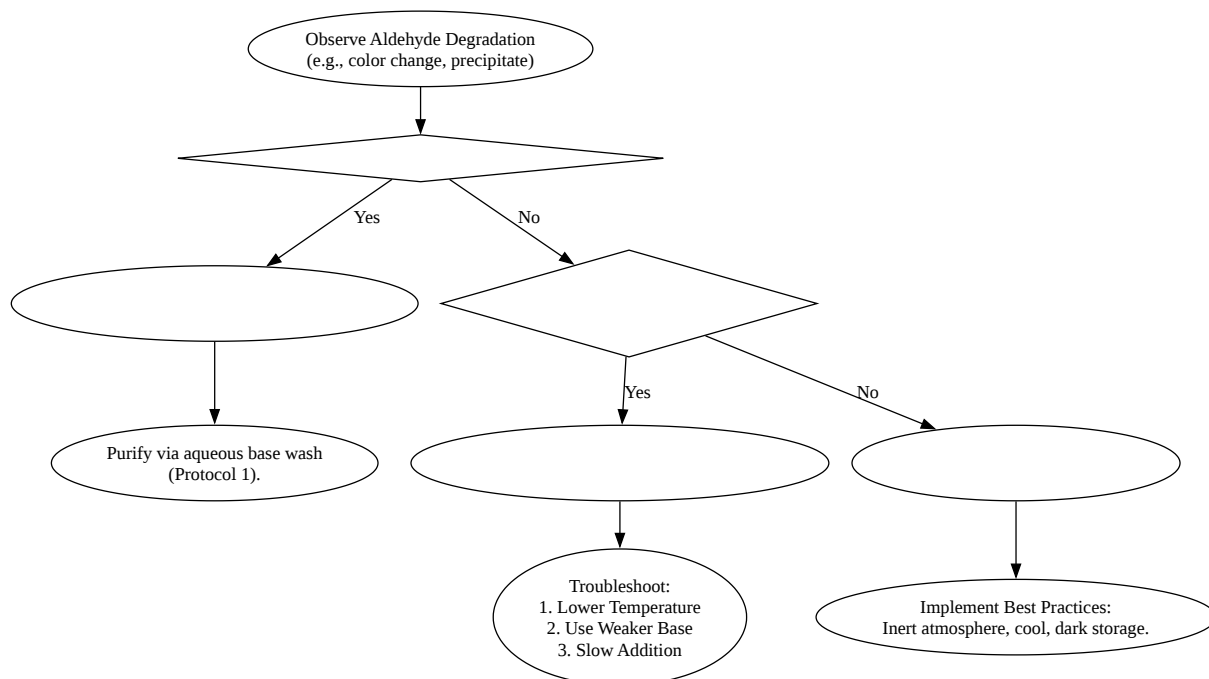 Observe Aldehyde Degradation
(e.g., color change, precipitate)
Yes
No
Yes
No
Purify via aqueous base wash
(Protocol 1).
Troubleshoot:
1. Lower Temperature
2. Use Weaker Base
3. Slow Addition
Implement Best Practices:
Inert atmosphere, cool, dark storage.